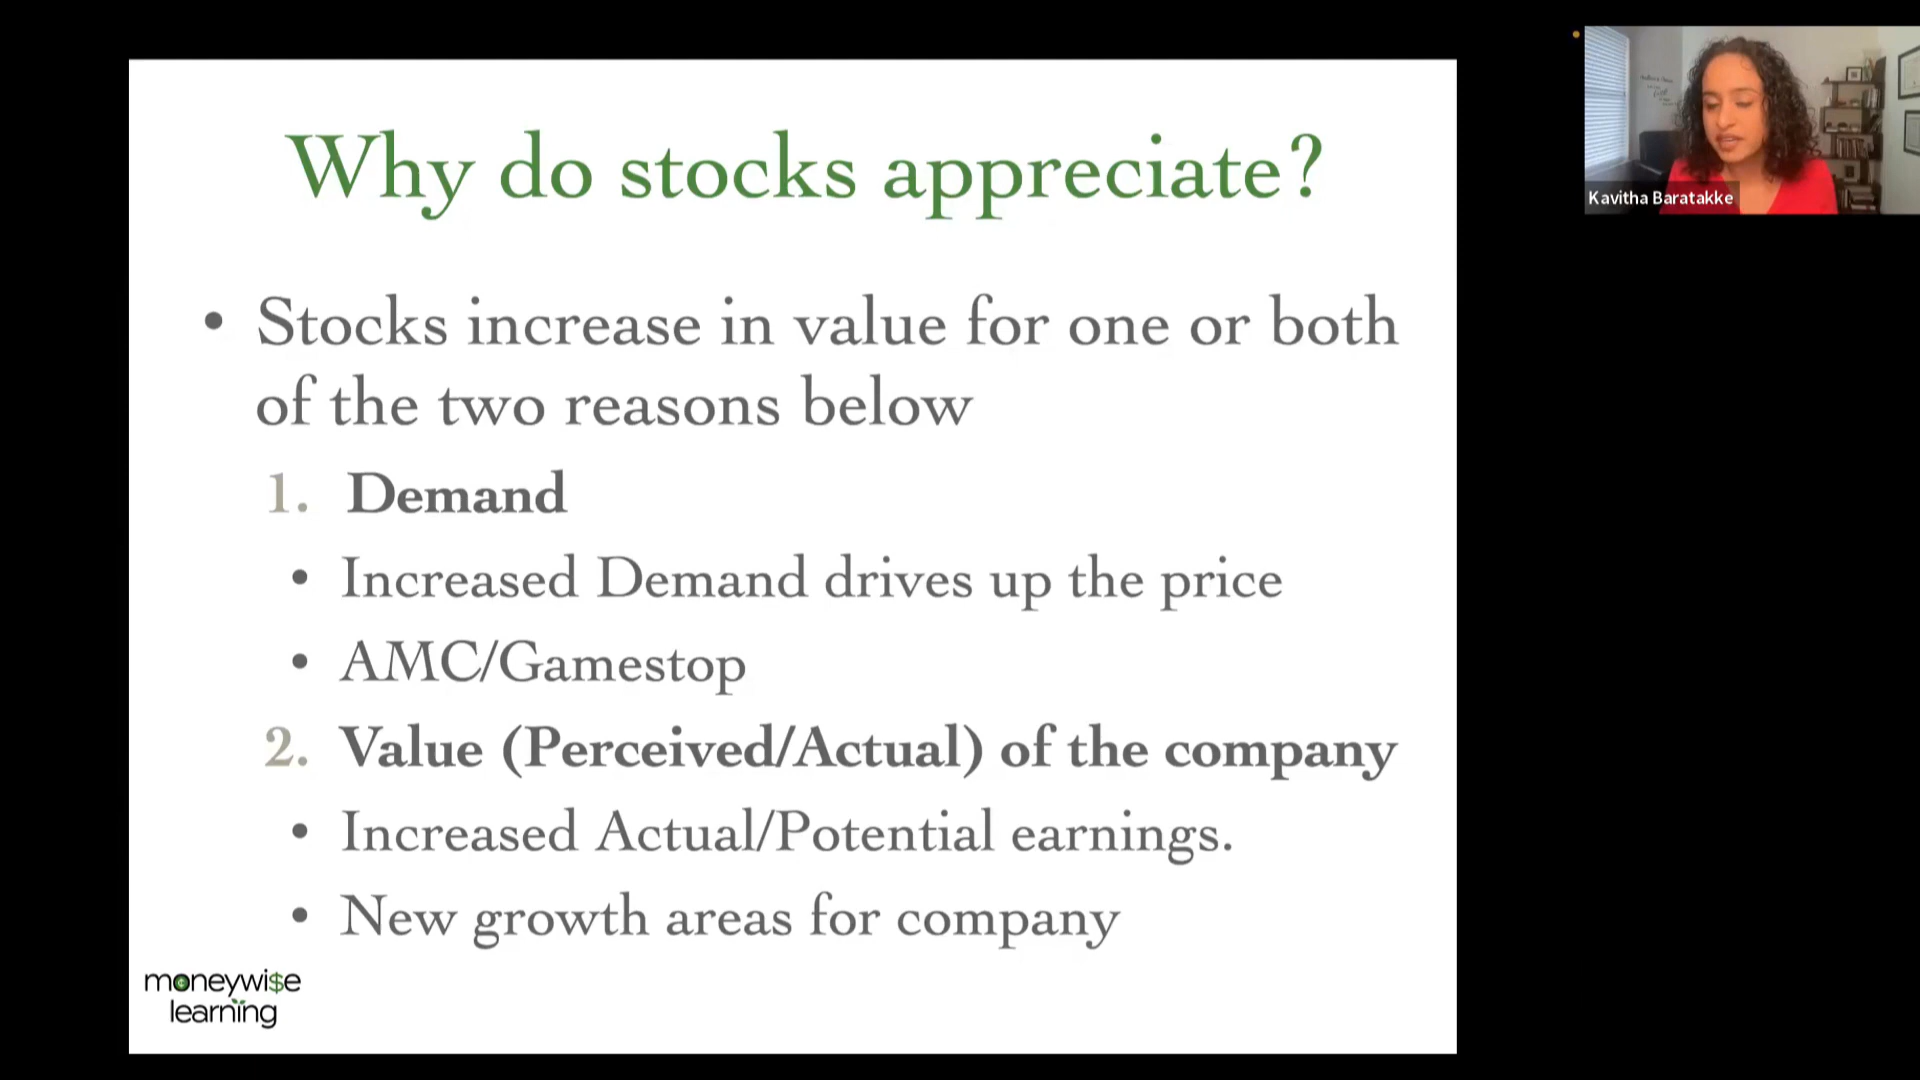 Why do stocks appreciate?
• Stocks increase in value for one or both
of the two reasons below
1. Demand
• Increased Demand drives up the price
• AMC/Gamestop
2. Value (Perceived/Actual) of the company
• Increased Actual/Potential earnings.
• New growth areas for company
moneywi$e
learning
Kavitha Baratakke